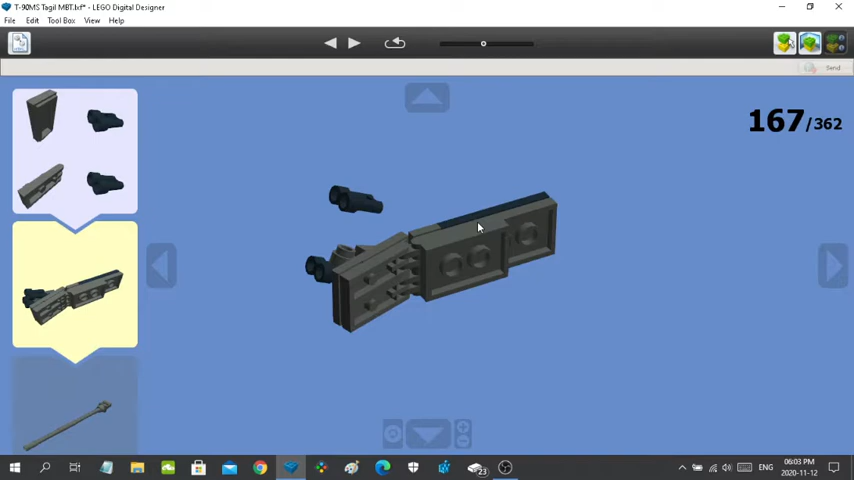 T-90MS Tagil MBT.lxf* - LEGO Digital Designer
File Edit Tool Box View Help
Send
167/362
23
ENG
06:03 PM
2020-11-12